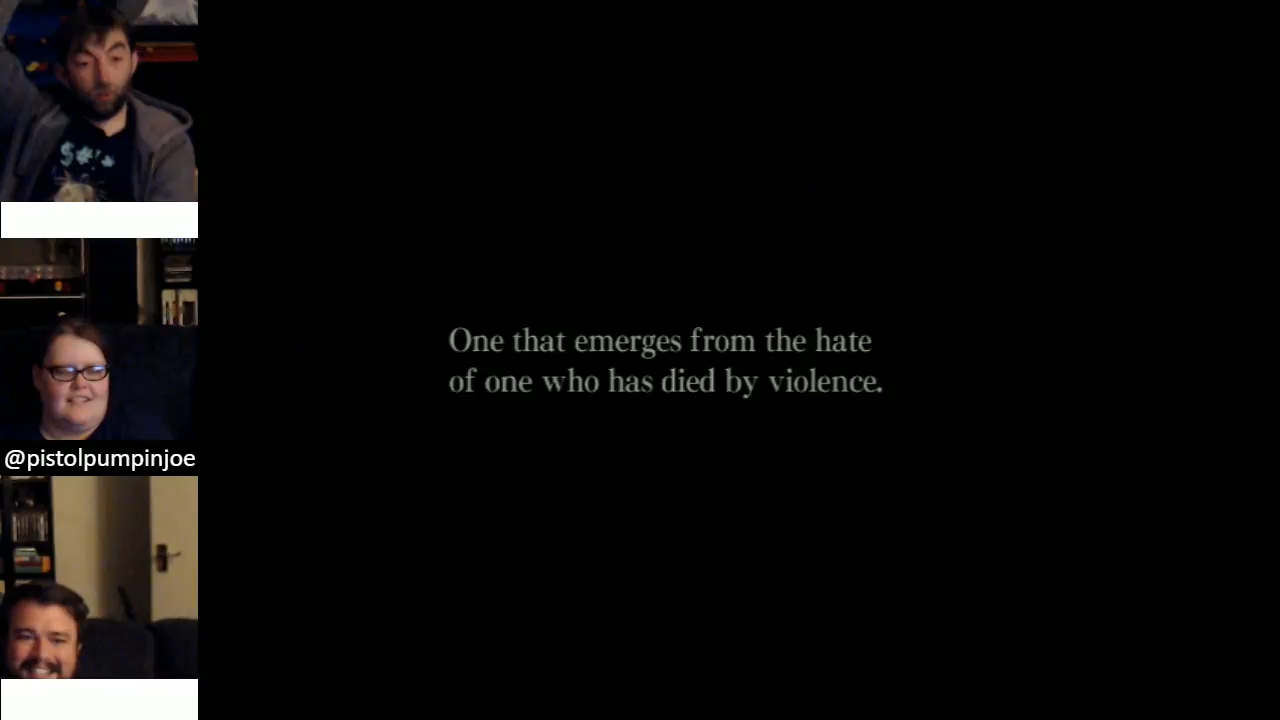 $#!*
@pistolpumpinjoe
One that emerges from the hate
of one who has died by violence.